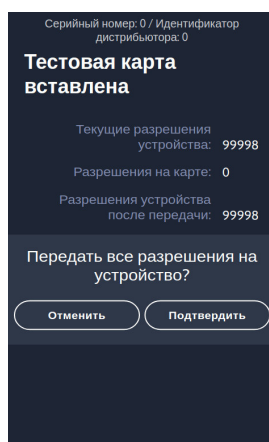 Серийный номер: 0 / Идентификатор
дистрибьютора: 0
Тестовая карта
вставлена
Текущие разрешения
устройства: 99998
Разрешения на карте: 0
Разрешения устройства
после передачи: 99998
Передать все разрешения на
устройство?
Отменить
Подтвердить